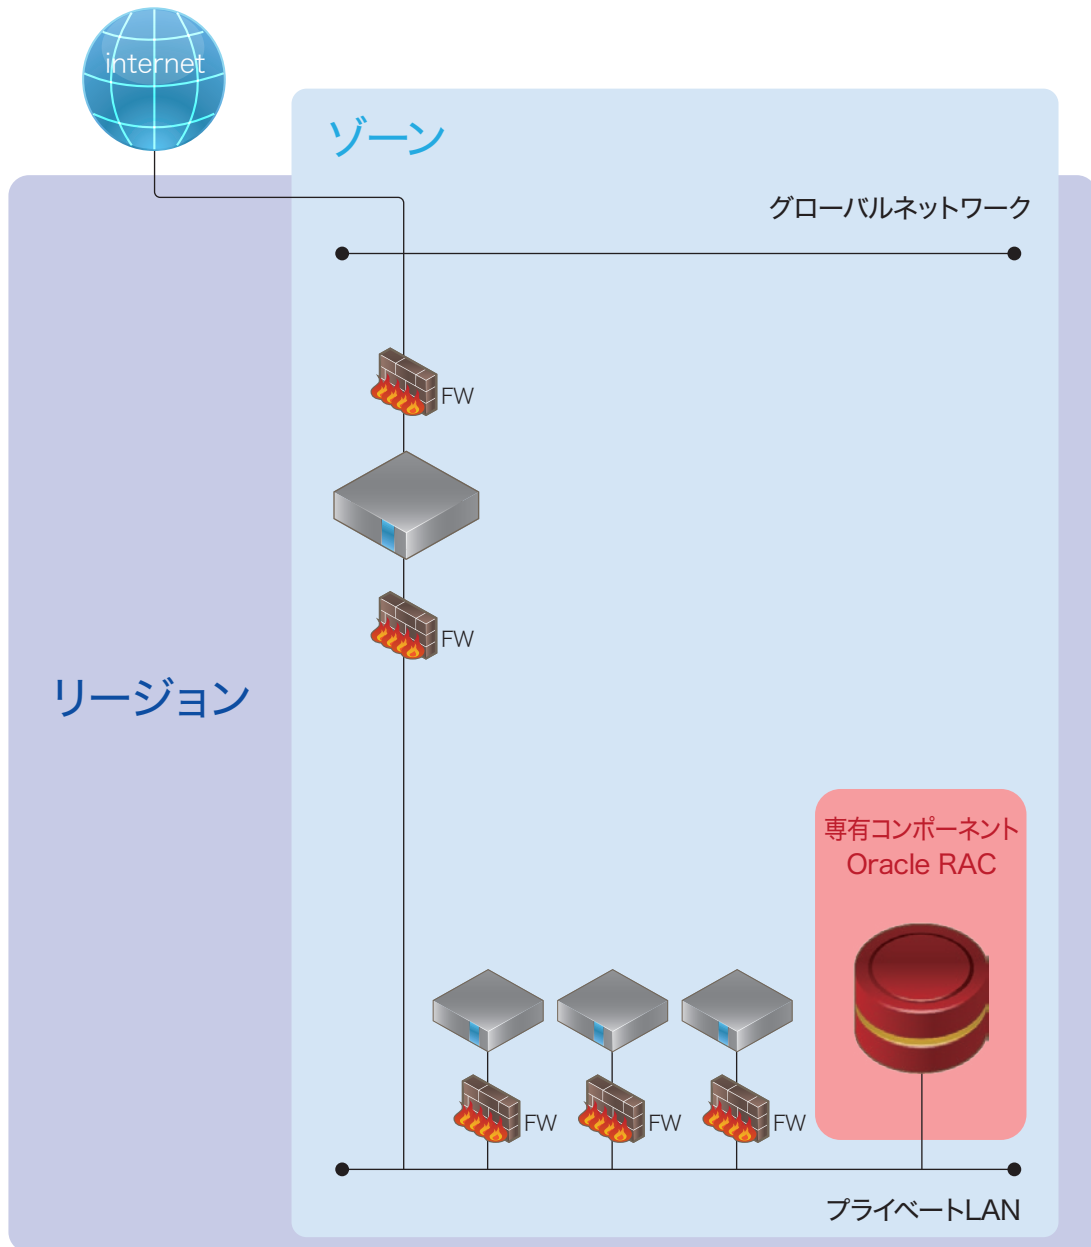 internet
ゾーン
グローバルネットワーク
FW
FW
リージョン
専有コンポーネント
Oracle RAC
FW
FW
FW
プライベートLAN